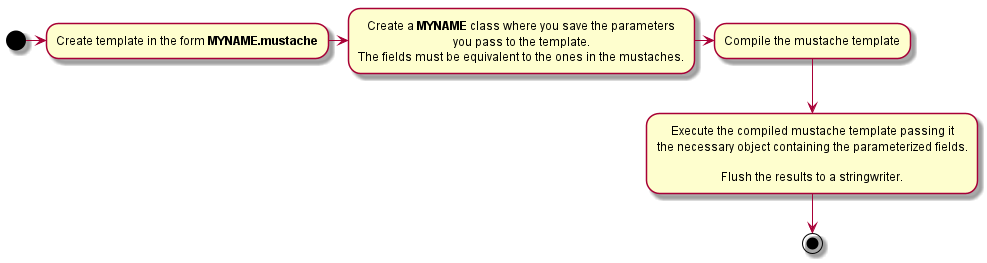 Create template in the form MYNAME.mustache
Create a MYNAME class where you save the parameters
you pass to the template.
The fields must be equivalent to the ones in the mustaches.
Compile the mustache template
Execute the compiled mustache template passing it
the necessary object containing the parameterized fields.
Flush the results to a stringwriter.